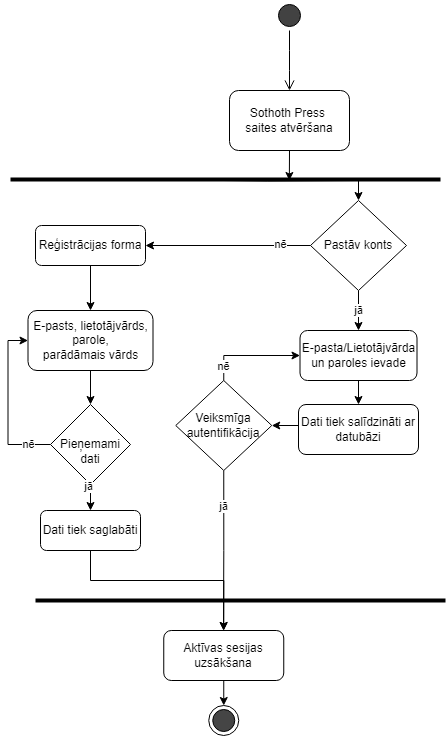 Sothoth Press
saites atvēršana
Pastāv konts
nē
Reģistrācijas forma
jā
E-pasts, lietotājvārds,
parole,
parādāmais vārds
E-pasta/Lietotājvārda
un paroles ievade
nē
Veiksmīga
autentifikācija
Dati tiek salīdzināti ar
datubāzi
nē
Pieņemami
dati
jā
jā
Dati tiek saglabāti
Aktīvas sesijas
uzsākšana